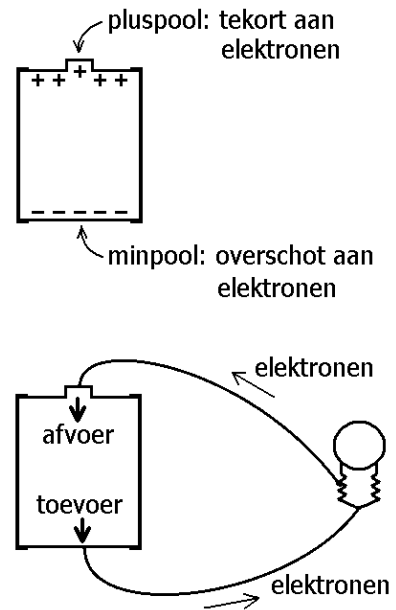 pluspool: tekort aan
elektronen
+ + + + +
- - - - -
minpool: overschot aan
elektronen
elektronen
afvoer
toevoer
elektronen